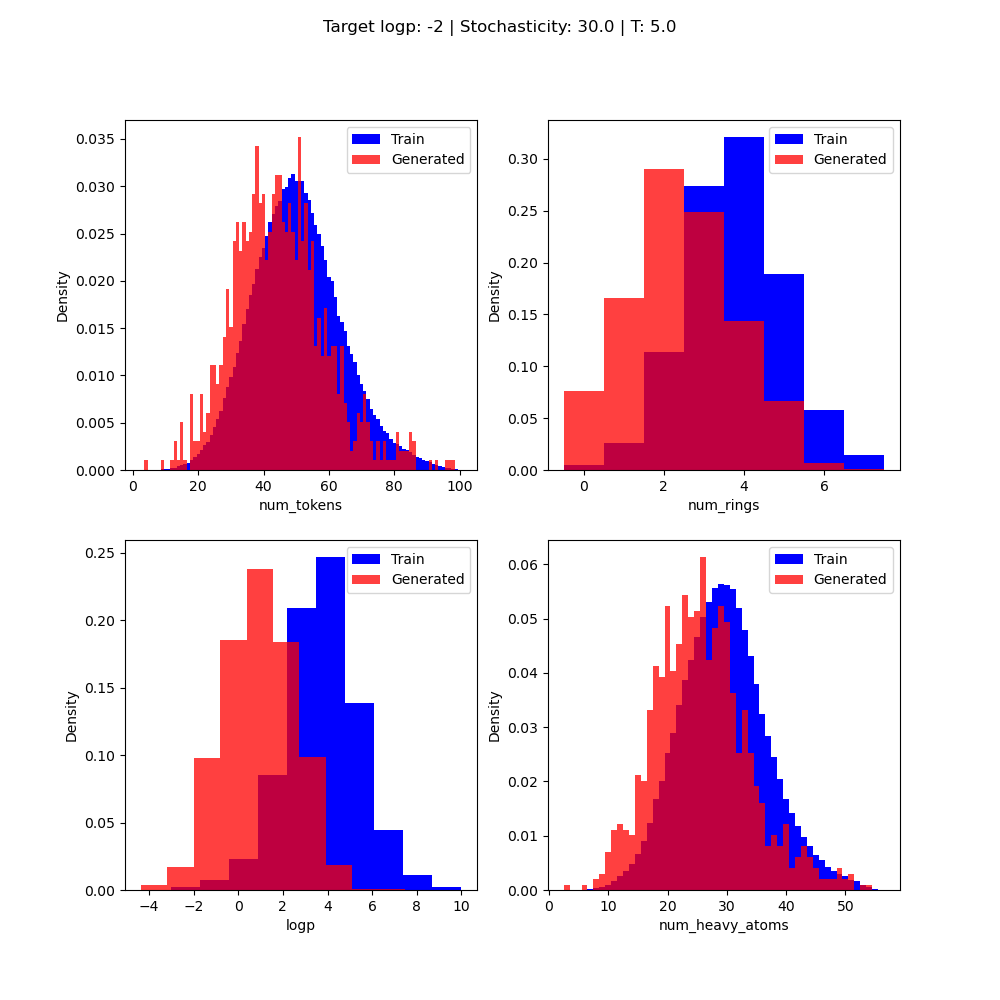 Target logp: -2 | Stochasticity: 30.0 | T: 5.0
0.035
0.030
0.025
0.020
0.015
0.010
0.005
0.000
Density
Train
Generated
0 20 40 60 80 100
num_tokens
0.30
0.25
0.20
0.15
0.10
0.05
0.00
Density
Train
Generated
0 2 4 6
num_rings
0.25
0.20
0.15
0.10
0.05
0.00
Density
Train
Generated
−4 −2 0 2 4 6 8 10
logp
0.06
0.05
0.04
0.03
0.02
0.01
0.00
Density
Train
Generated
0 10 20 30 40 50
num_heavy_atoms